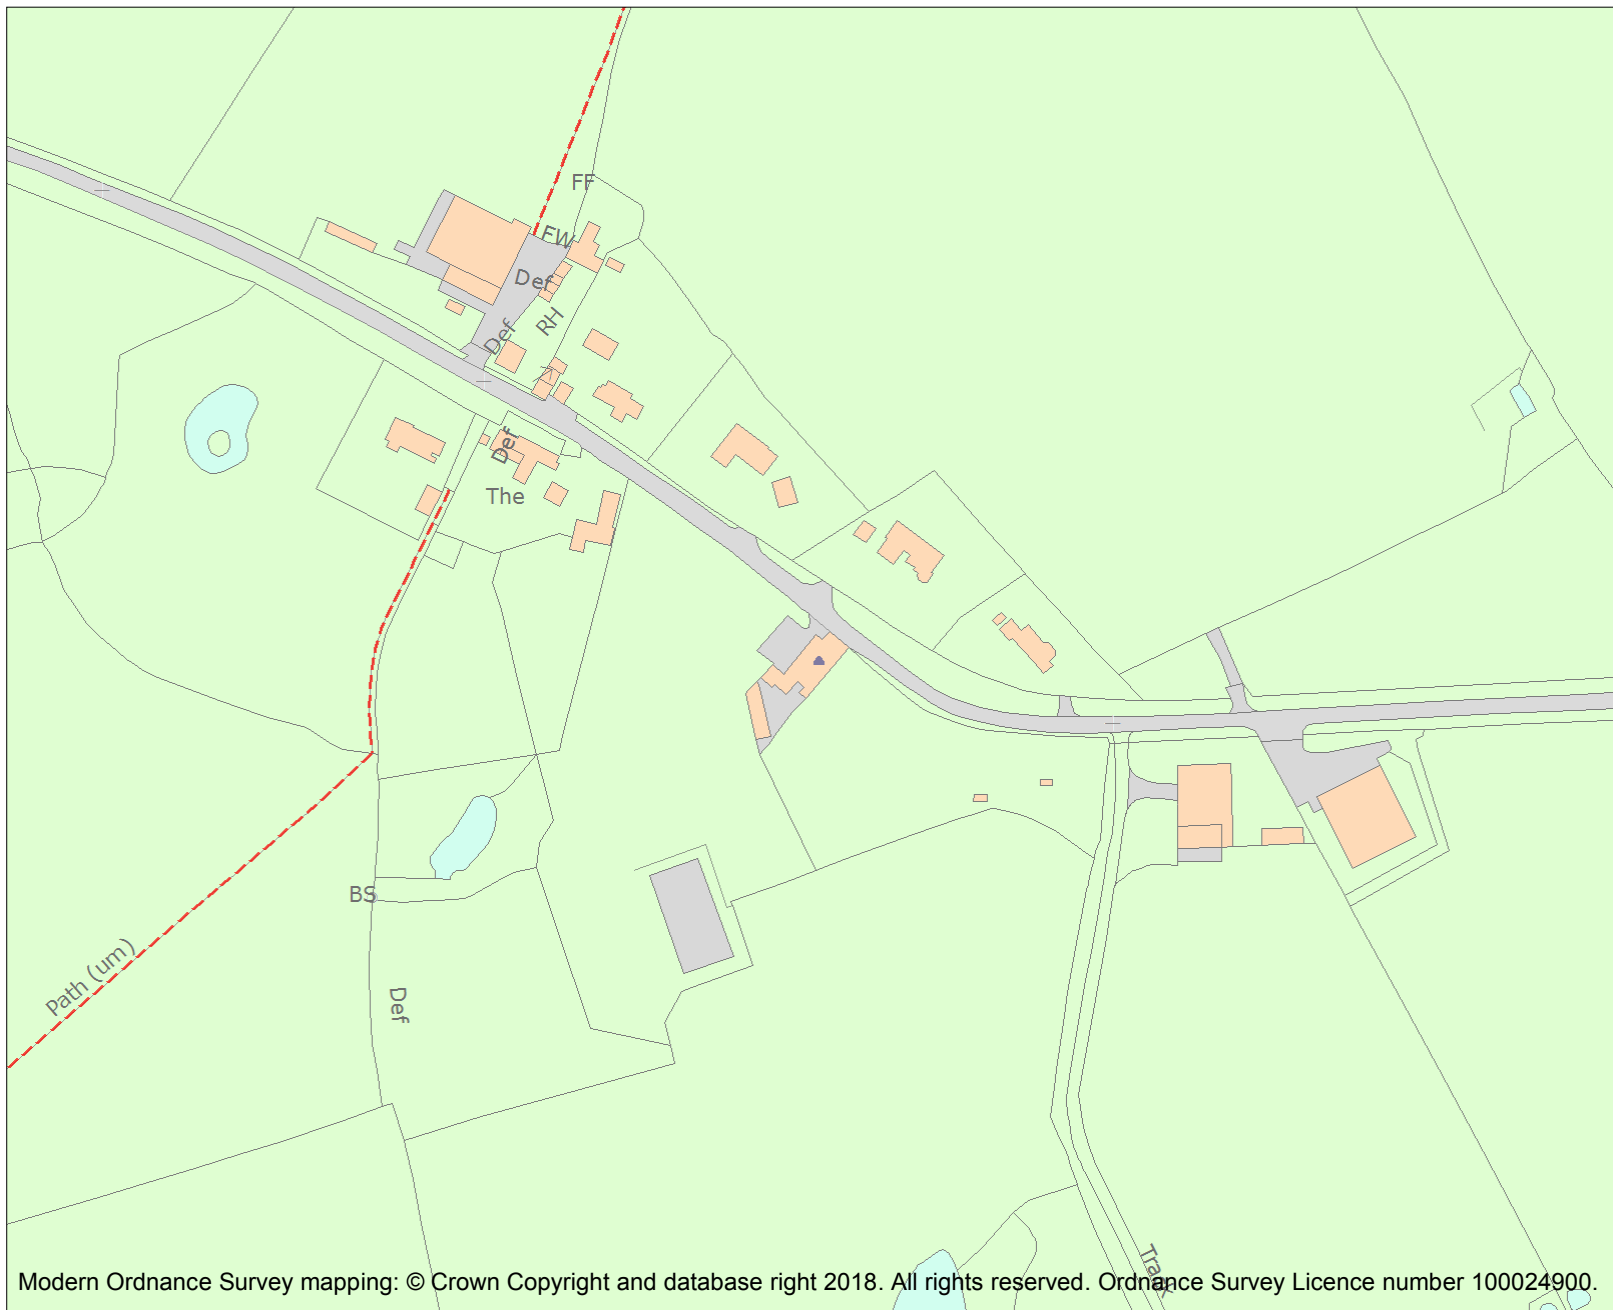 FF
FW
Def
RH
Def
Def
The
BS
Path (um)
Def
Track
Modern Ordnance Survey mapping: © Crown Copyright and database right 2018. All rights reserved. Ordnance Survey Licence number 100024900.